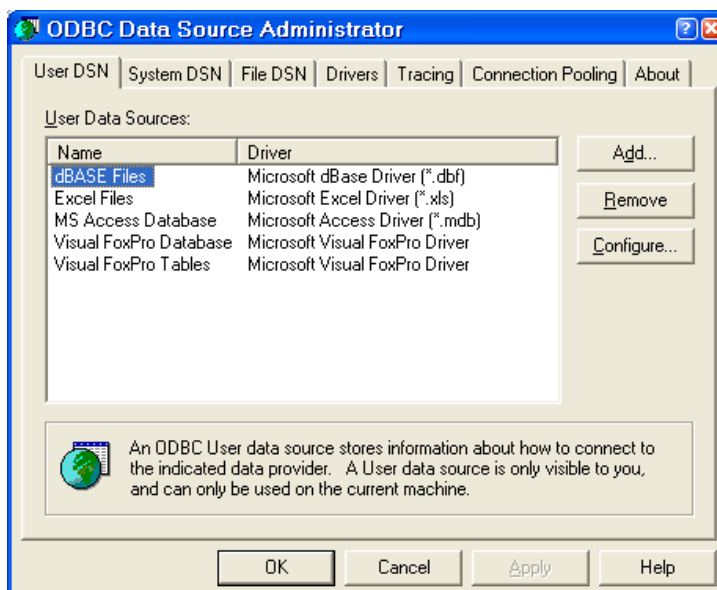 ODBC Data Source Administrator
User DSN System DSN File DSN Drivers Tracing Connection Pooling About
User Data Sources:
Name Driver Add...
dBASE Files Microsoft dBase Driver (*.dbf)
Excel Files Microsoft Excel Driver (*.xls) Remove
MS Access Database Microsoft Access Driver (*.mdb)
Visual FoxPro Database Microsoft Visual FoxPro Driver Configure...
Visual FoxPro Tables Microsoft Visual FoxPro Driver
An ODBC User data source stores information about how to connect to
the indicated data provider. A User data source is only visible to you,
and can only be used on the current machine.
OK Cancel Apply Help